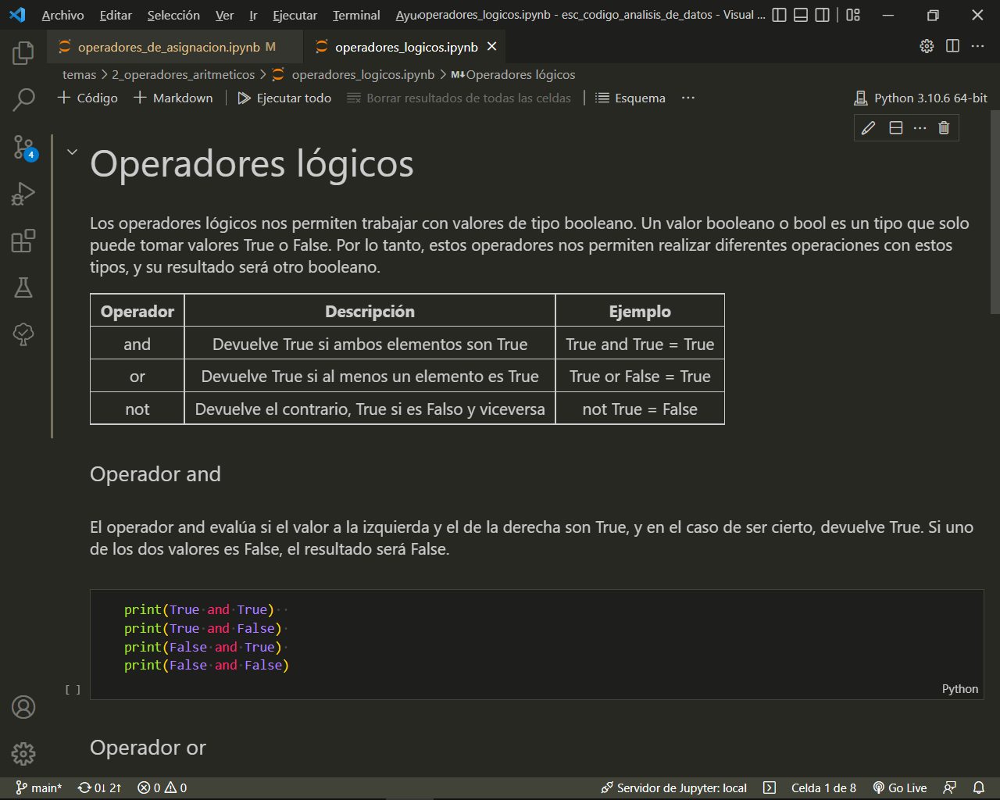 Archivo Editar Selección Ver Ir Ejecutar Terminal operadores_logicos.ipynb - esc_codigo_analisis_de_datos - Visual ...
operadores_de_asignacion.ipynb M operadores_logicos.ipynb
temas > 2_operadores_aritmeticos > operadores_logicos.ipynb > M↓Operadores lógicos
+ Código + Markdown Ejecutar todo Borrar resultados de todas las celdas Esquema ... Python 3.10.6 64-bit
4
Operadores lógicos
Los operadores lógicos nos permiten trabajar con valores de tipo booleano. Un valor booleano o bool es un tipo que solo
puede tomar valores True o False. Por lo tanto, estos operadores nos permiten realizar diferentes operaciones con estos
tipos, y su resultado será otro booleano.
Operador Descripción Ejemplo
and Devuelve True si ambos elementos son True True and True = True
or Devuelve True si al menos un elemento es True True or False = True
not Devuelve el contrario, True si es Falso y viceversa not True = False
Operador and
El operador and evalúa si el valor a la izquierda y el de la derecha son True, y en el caso de ser cierto, devuelve True. Si uno
de los dos valores es False, el resultado será False.
print(True and True)
print(True and False)
print(False and True)
print(False and False)
[ ] Python
Operador or
main* 0↓ 2↑ 0 0 Servidor de Jupyter: local Celda 1 de 8 Go Live